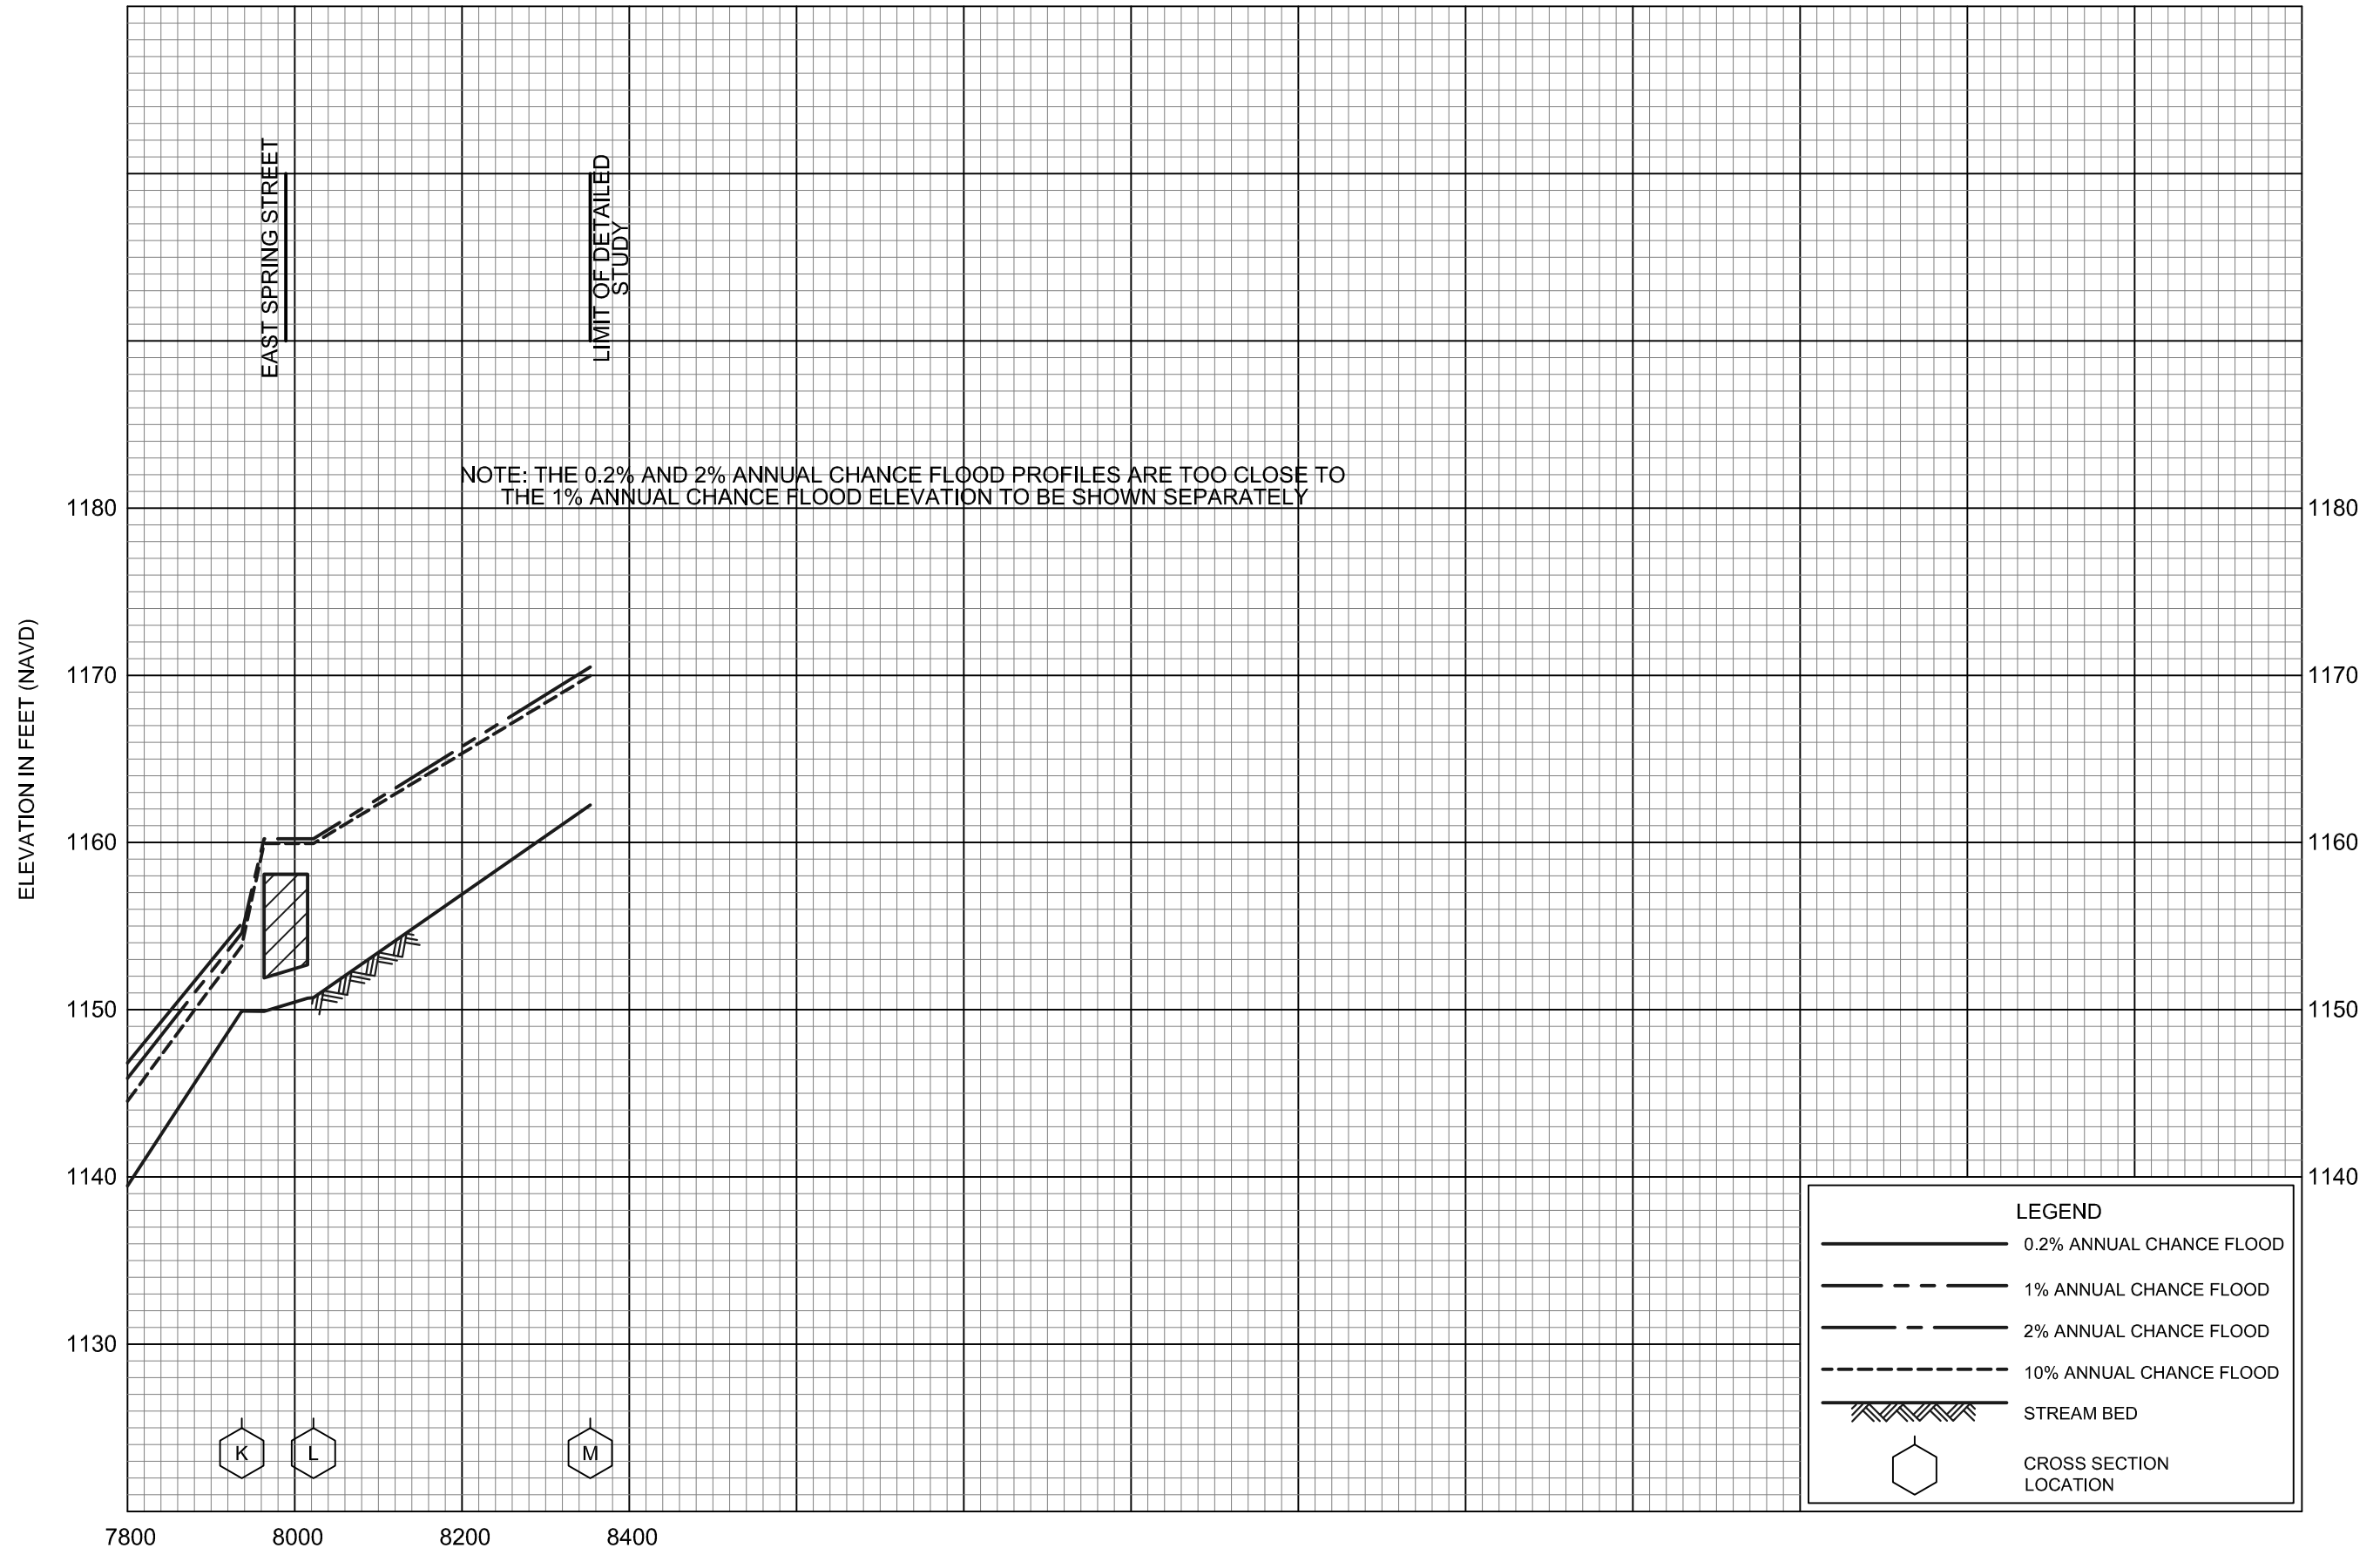 EAST SPRING STREET
LIMIT OF DETAILED
STUDY
NOTE: THE 0.2% AND 2% ANNUAL CHANCE FLOOD PROFILES ARE TOO CLOSE TO
THE 1% ANNUAL CHANCE FLOOD ELEVATION TO BE SHOWN SEPARATELY
ELEVATION IN FEET (NAVD)
1180
1180
1170
1170
1160
1160
1150
1150
1140
1140
1130
LEGEND
0.2% ANNUAL CHANCE FLOOD
1% ANNUAL CHANCE FLOOD
2% ANNUAL CHANCE FLOOD
10% ANNUAL CHANCE FLOOD
STREAM BED
CROSS SECTION
LOCATION
K
L
M
7800
8000
8200
8400